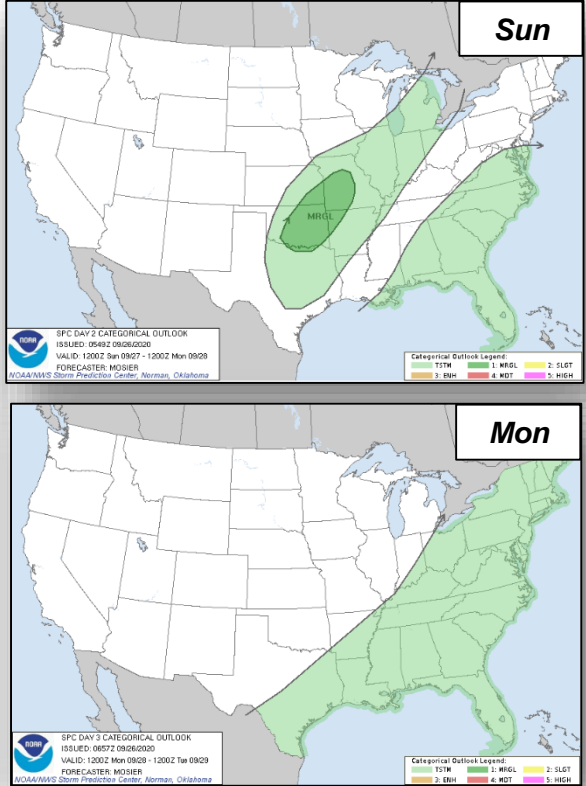 Sun
MRGL
NOAA
SPC DAY 2 CATEGORICAL OUTLOOK
ISSUED: 0549Z 09/26/2020
VALID: 1200Z Sun 09/27 - 1200Z Mon 09/28
FORECASTER: MOSIER
NOAA/NWS Storm Prediction Center, Norman, Oklahoma
Categorical Outlook Legend:
TSTM 1: MRGL 2: SLGT
3: ENH 4: MDT 5: HIGH
Mon
NOAA
SPC DAY 3 CATEGORICAL OUTLOOK
ISSUED: 0657Z 09/26/2020
VALID: 1200Z Mon 09/28 - 1200Z Tue 09/29
FORECASTER: MOSIER
NOAA/NWS Storm Prediction Center, Norman, Oklahoma
Categorical Outlook Legend:
TSTM 1: MRGL 2: SLGT
3: ENH 4: MDT 5: HIGH